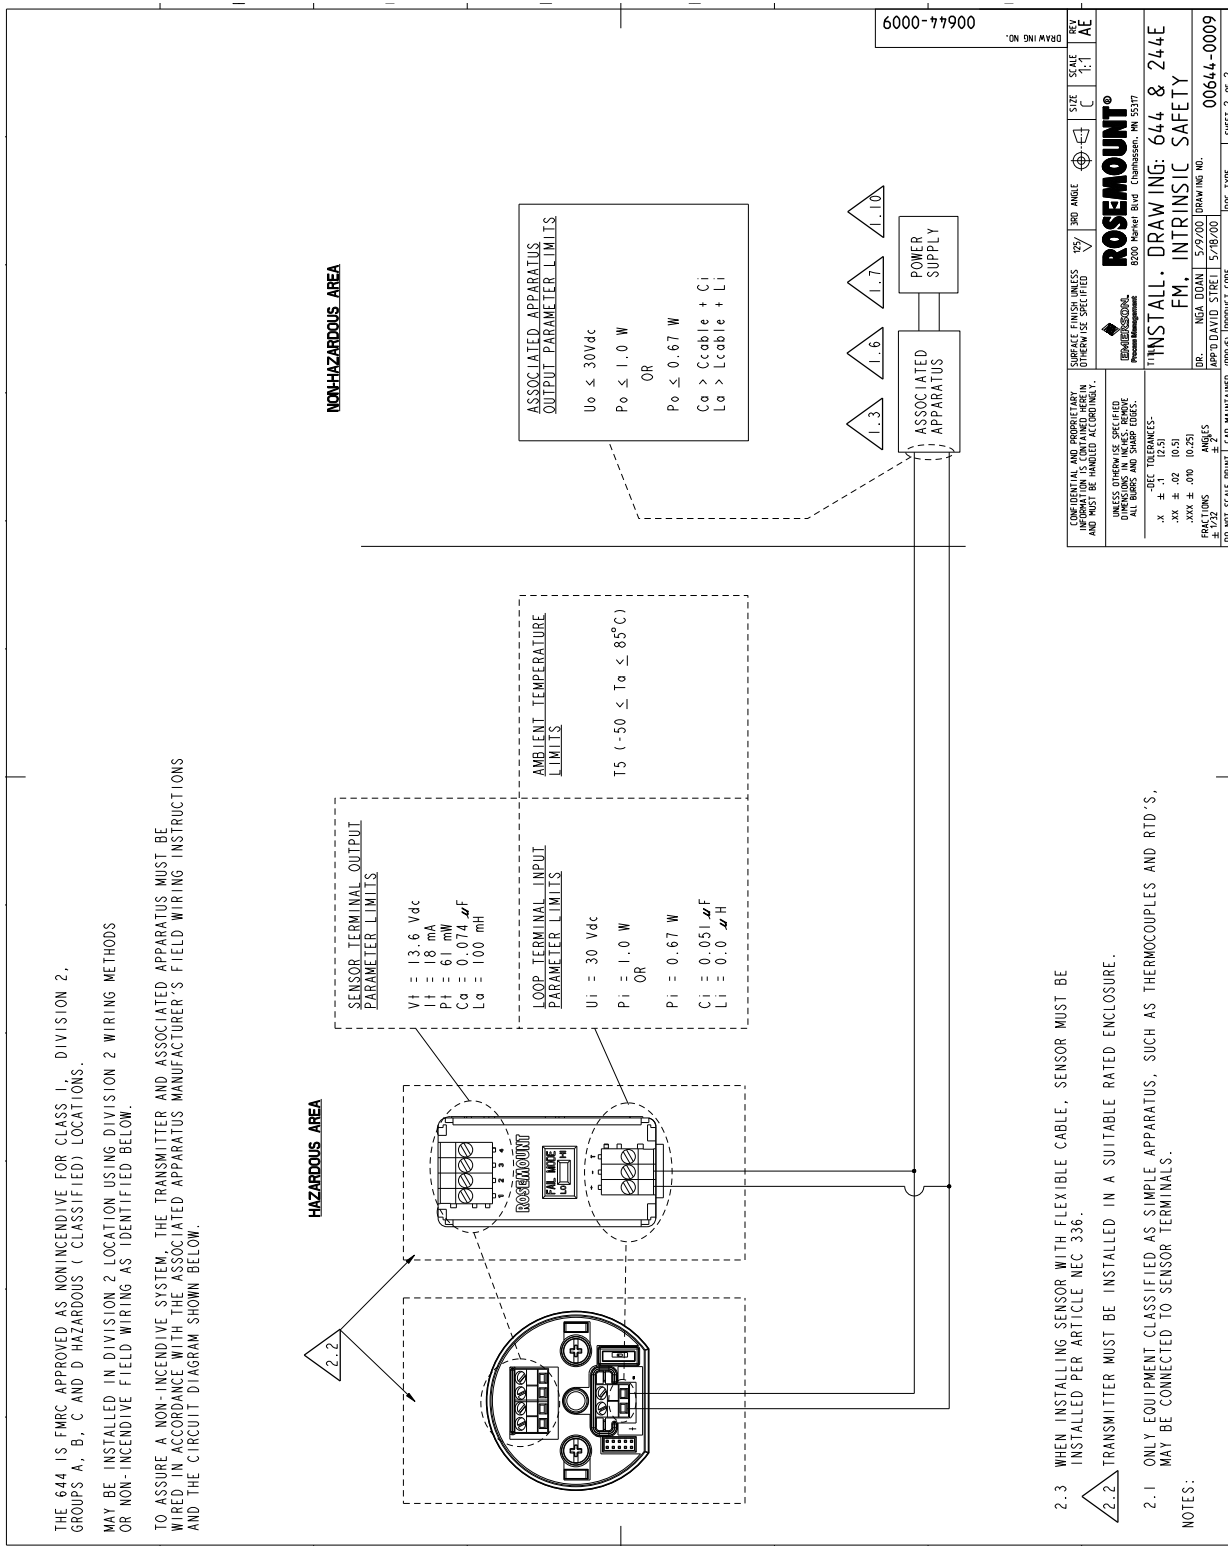 THE 644 IS FMRC APPROVED AS NONINCENDIVE FOR CLASS I, DIVISION 2,
GROUPS A, B, C AND D HAZARDOUS ( CLASSIFIED) LOCATIONS.
MAY BE INSTALLED IN DIVISION 2 LOCATION USING DIVISION 2 WIRING METHODS
OR NON-INCENDIVE FIELD WIRING AS IDENTIFIED BELOW.
TO ASSURE A NON-INCENDIVE SYSTEM, THE TRANSMITTER AND ASSOCIATED APPARATUS MUST BE
WIRED IN ACCORDANCE WITH THE ASSOCIATED APPARATUS MANUFACTURER'S FIELD WIRING INSTRUCTIONS
AND THE CIRCUIT DIAGRAM SHOWN BELOW.
HAZARDOUS AREA
NON-HAZARDOUS AREA
2.2
SENSOR TERMINAL OUTPUT
PARAMETER LIMITS
Vt = 13.6 Vdc
It = 18 mA
Pt = 61 mW
Ca = 0.074 µF
La = 100 mH
LOOP TERMINAL INPUT
PARAMETER LIMITS
Ui = 30 Vdc
Pi = 1.0 W
OR
Pi = 0.67 W
Ci = 0.051 µF
Li = 0.0 µH
AMBIENT TEMPERATURE
LIMITS
T5 (-50 ≤ Ta ≤ 85°C)
ASSOCIATED APPARATUS
OUTPUT PARAMETER LIMITS
Uo ≤ 30Vdc
Po ≤ 1.0 W
OR
Po ≤ 0.67 W
Ca > Ccable + Ci
La > Lcable + Li
1 2 3 4
ROSEMOUNT
FAIL MODE
LO HI
+ - T
1.3
1.6
1.7
1.10
ASSOCIATED
APPARATUS
POWER
SUPPLY
2.3 WHEN INSTALLING SENSOR WITH FLEXIBLE CABLE, SENSOR MUST BE
INSTALLED PER ARTICLE NEC 336.
2.2 TRANSMITTER MUST BE INSTALLED IN A SUITABLE RATED ENCLOSURE.
2.1 ONLY EQUIPMENT CLASSIFIED AS SIMPLE APPARATUS, SUCH AS THERMOCOUPLES AND RTD'S,
MAY BE CONNECTED TO SENSOR TERMINALS.
NOTES:
DRAWING NO.
00644-0009
CONFIDENTIAL AND PROPRIETARY
INFORMATION IS CONTAINED HEREIN
AND MUST BE HANDLED ACCORDINGLY.
UNLESS OTHERWISE SPECIFIED
DIMENSIONS IN INCHES. REMOVE
ALL BURRS AND SHARP EDGES.
-DEC TOLERANCES-
.X ± .1 [2.5]
.XX ± .02 [0.5]
.XXX ± .010 [0.25]
FRACTIONS ANGLES
± 1/32 ± 2°
DO NOT SCALE PRINT
CAD MAINTAINED
SURFACE FINISH UNLESS
OTHERWISE SPECIFIED
125/
3RD ANGLE
SIZE
C
SCALE
1:1
REV
AE
EMERSON.
Process Management
ROSEMOUNT®
8200 Market Blvd Chanhassen, MN 55317
INSTALL. DRAWING: 644 & 244E
FM, INTRINSIC SAFETY
DR. NGA DOAN 5/9/00
APP'D DAVID STREI 5/18/00
DRAWING NO.
00644-0009